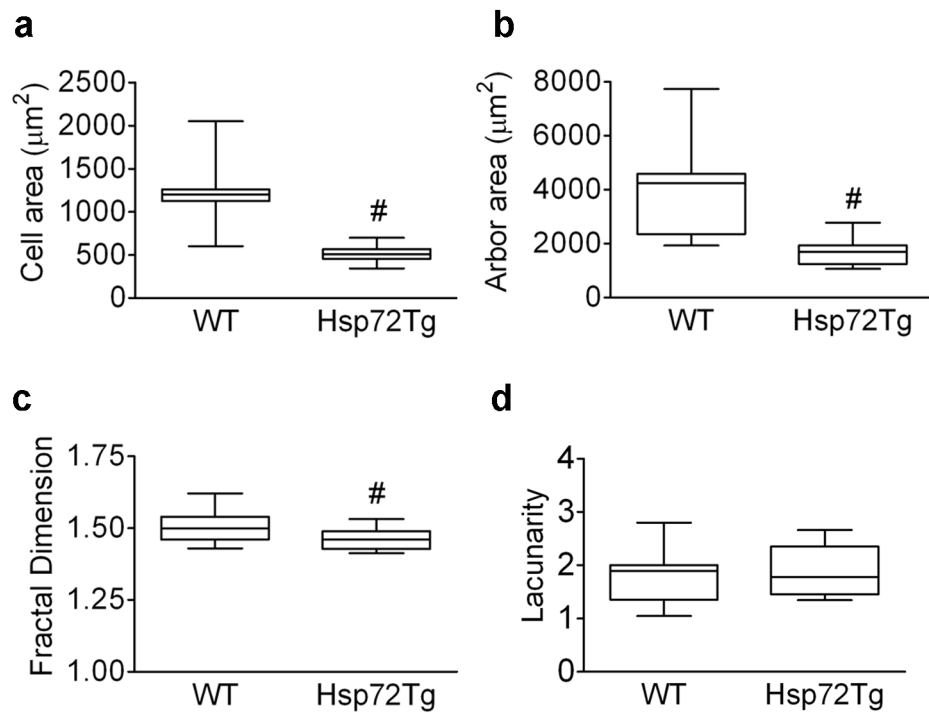 a
Cell area (μm²)
2500
2000
1500
1000
500
0
#
WT
Hsp72Tg
b
Arbor area (μm²)
8000
6000
4000
2000
0
#
WT
Hsp72Tg
c
Fractal Dimension
1.75
1.50
1.25
1.00
#
WT
Hsp72Tg
d
Lacunarity
4
3
2
1
0
WT
Hsp72Tg